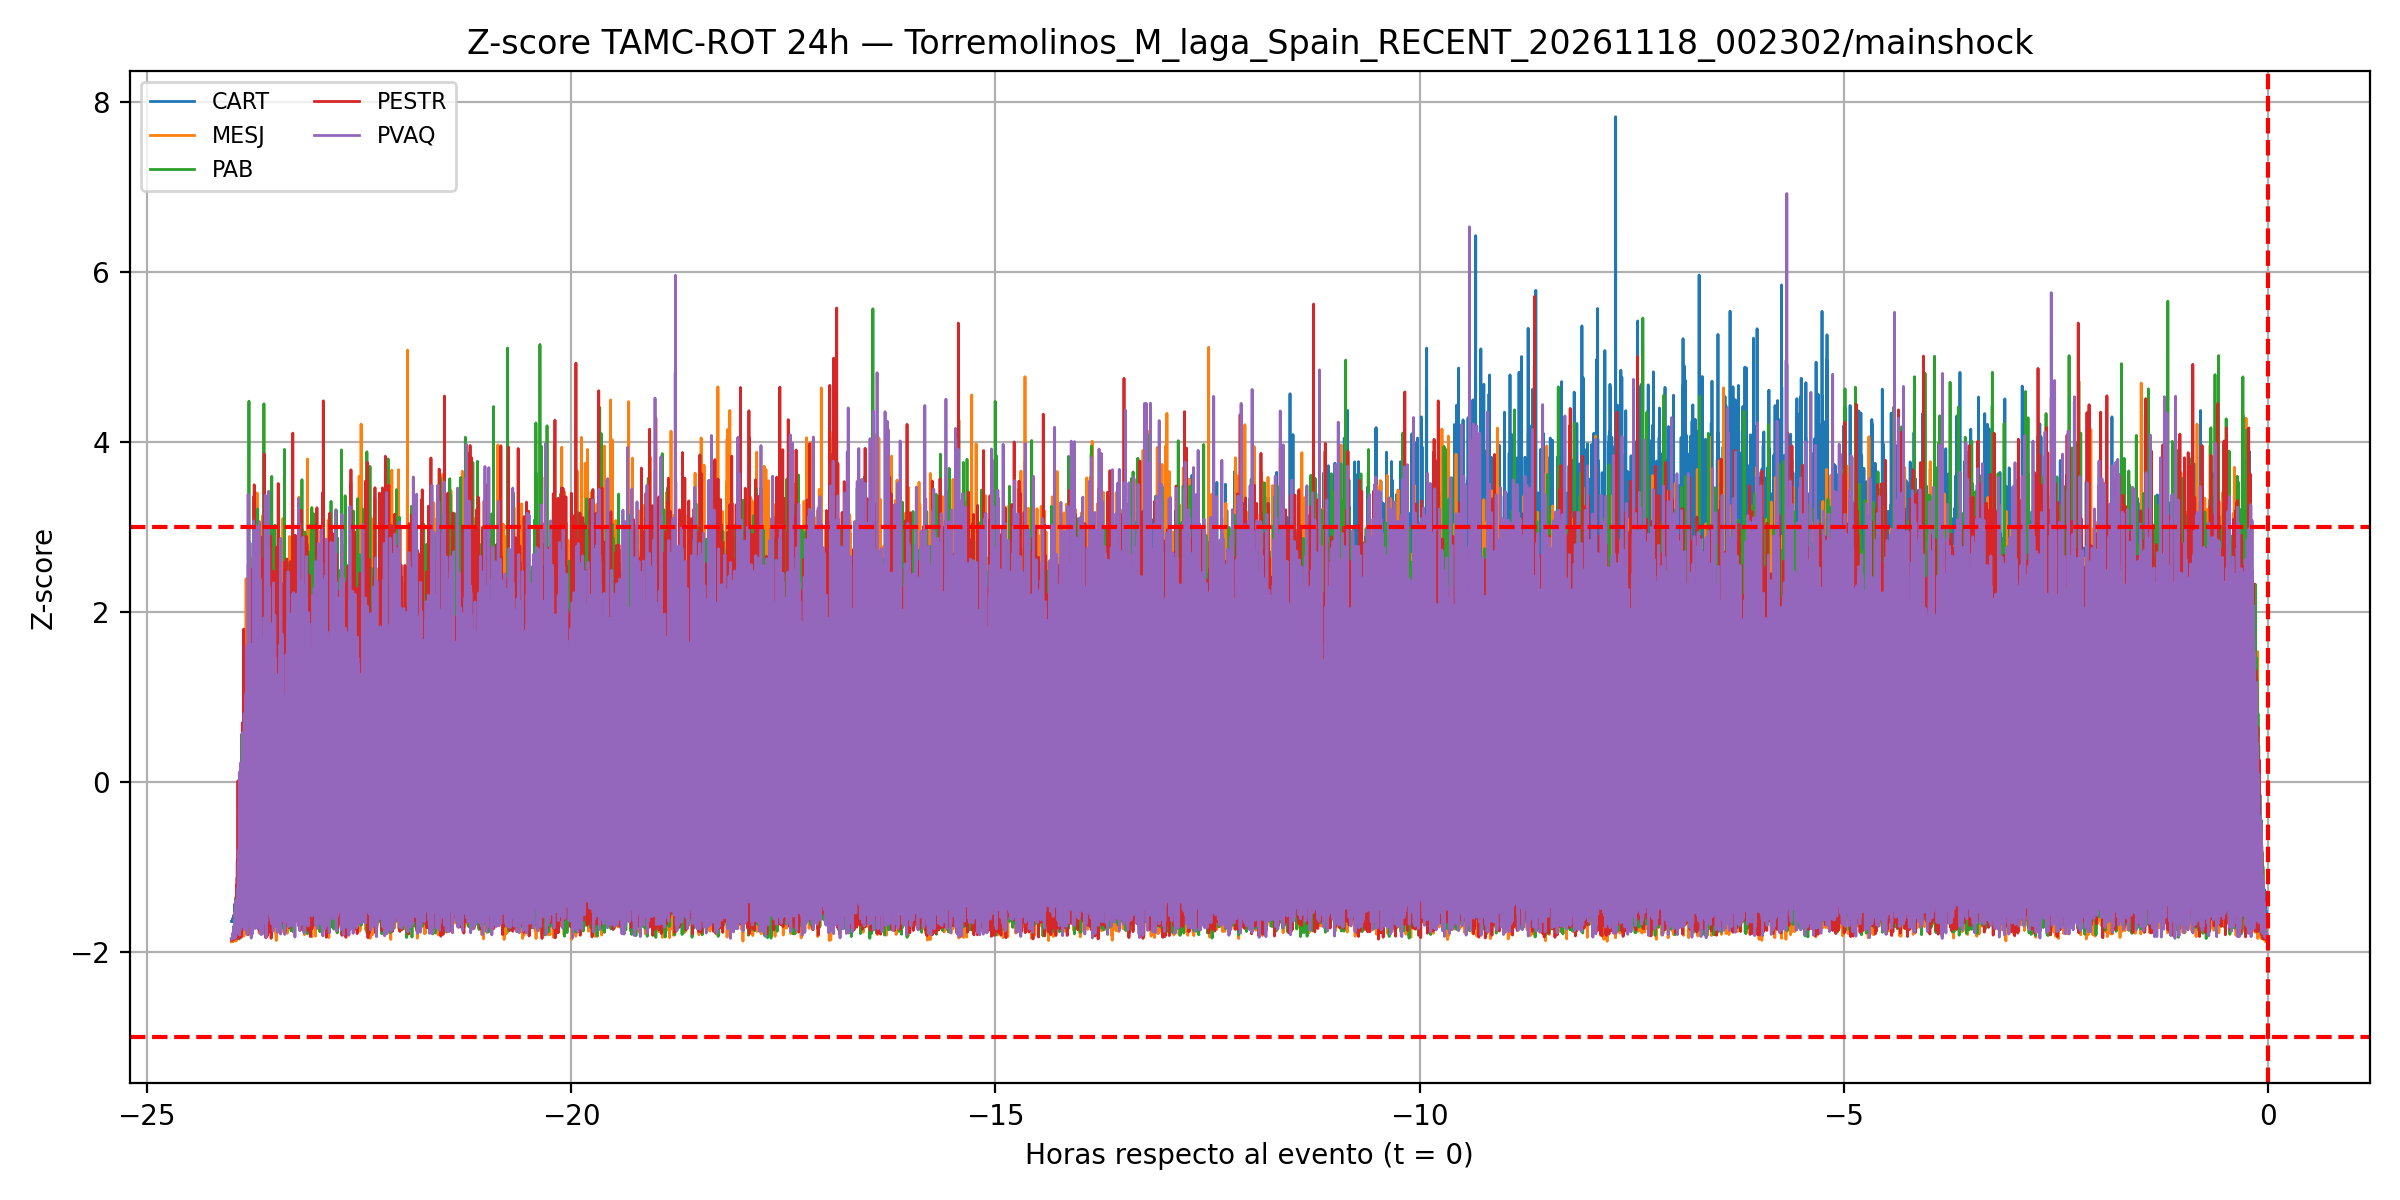 Z-score TAMC-ROT 24h — Torremolinos_M_laga_Spain_RECENT_20261118_002302/mainshock
CART
MESJ
PAB
PESTR
PVAQ
Z-score
8
6
4
2
0
−2
−25
−20
−15
−10
−5
0
Horas respecto al evento (t = 0)